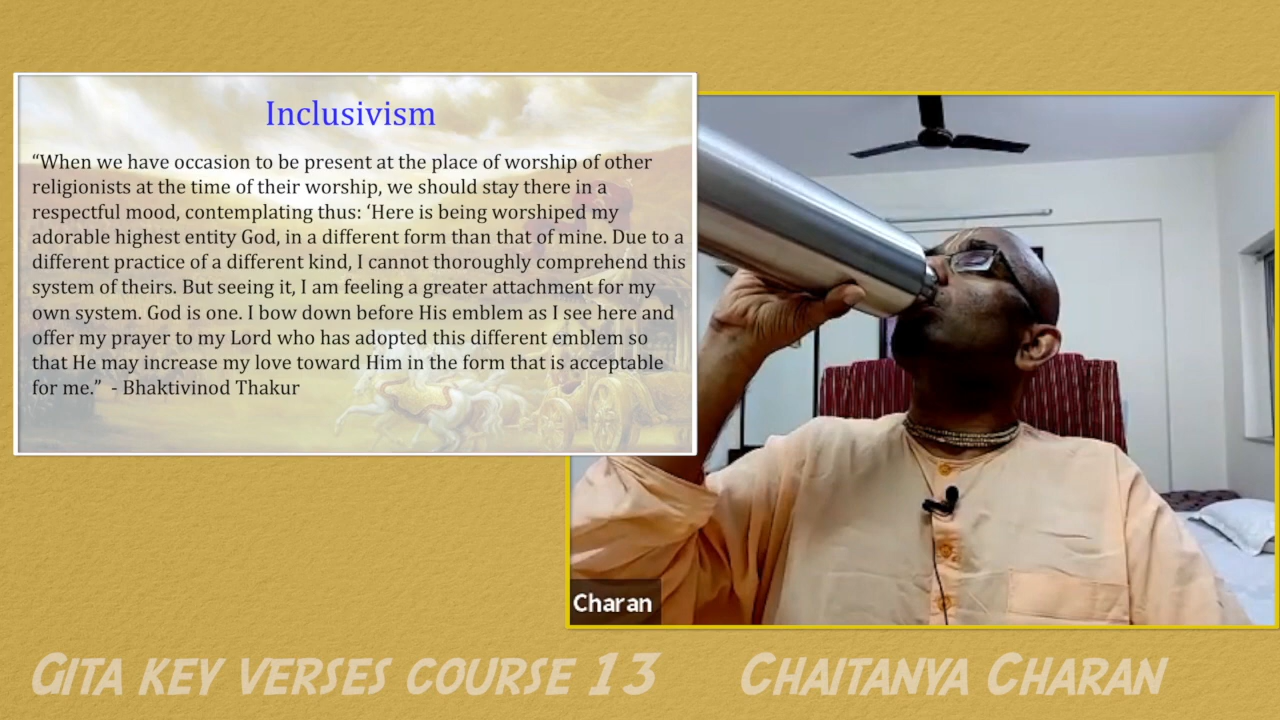 Inclusivism
“When we have occasion to be present at the place of worship of other
religionists at the time of their worship, we should stay there in a
respectful mood, contemplating thus: ‘Here is being worshiped my
adorable highest entity God, in a different form than that of mine. Due to a
different practice of a different kind, I cannot thoroughly comprehend this
system of theirs. But seeing it, I am feeling a greater attachment for my
own system. God is one. I bow down before His emblem as I see here and
offer my prayer to my Lord who has adopted this different emblem so
that He may increase my love toward Him in the form that is acceptable
for me.” - Bhaktivinod Thakur
Charan
GITA KEY VERSES COURSE 13
CHAITANYA CHARAN